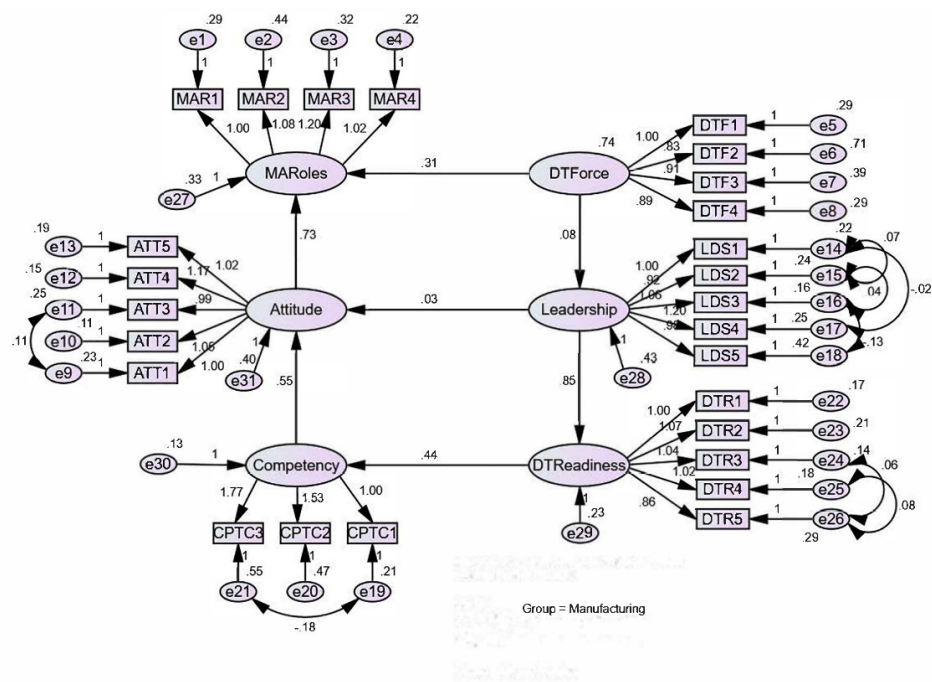 .29 .44 .32 .22
e1 e2 e3 e4
1 1 1 1
MAR1 MAR2 MAR3 MAR4
1.00 1.08 1.20 1.02
MARoles
.33 1
e27
.31
.74
DTForce
1.00 .83 .91 .89
DTF1 1 e5 .29
DTF2 1 e6 .71
DTF3 1 e7 .39
DTF4 1 e8 .29
.73
.08
.19 e13 1 ATT5
.15 e12 1 ATT4
.25 e11 1 ATT3
.11 e10 1 ATT2
.23 e9 1 ATT1
.11
1.02
1.17
.99
1.06
1.00
Attitude
1
.40
e31
.03
Leadership
1
.43
e28
1.00
.92
1.06
1.20
LDS1 1 .22 e14
LDS2 1 .24 e15
LDS3 1 .16 e16
LDS4 1 .25 e17
LDS5 1 .42 e18
.07
.04
-.02
-.13
.55
.85
.13
e30 1
Competency
.44
DTReadiness
1
.23
e29
1.00
1.07
1.04
1.02
.86
DTR1 1 e22 .17
DTR2 1 e23 .21
DTR3 1 e24 .14
DTR4 1 .18 e25
DTR5 1 e26 .29
.06
.08
1.77 1.53 1.00
CPTC3 CPTC2 CPTC1
1 1 1
.55 .47 .21
e21 e20 e19
-.18
Group = Manufacturing